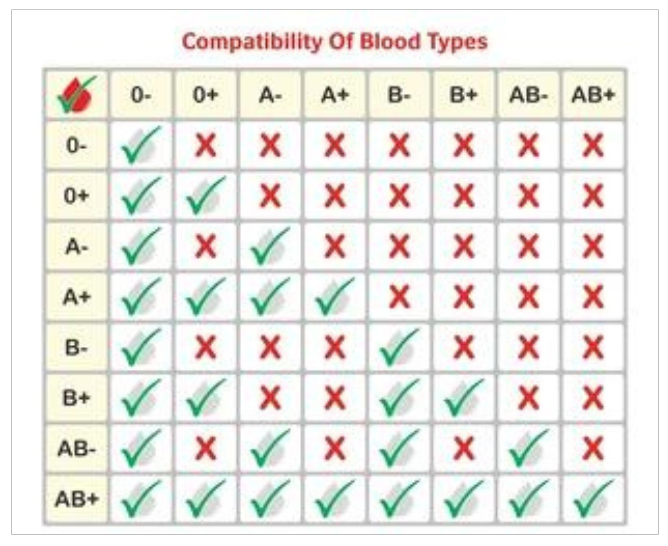 Compatibility Of Blood Types
0- 0+ A- A+ B- B+ AB- AB+
0-
0+
A-
A+
B-
B+
AB-
AB+